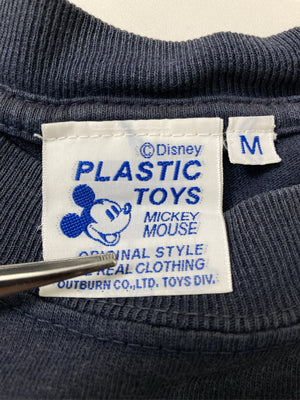 ©Disney
PLASTIC
TOYS
MICKEY
MOUSE
ORIGINAL STYLE
REAL CLOTHING
OUTBURN CO.,LTD. TOYS DIV.
M